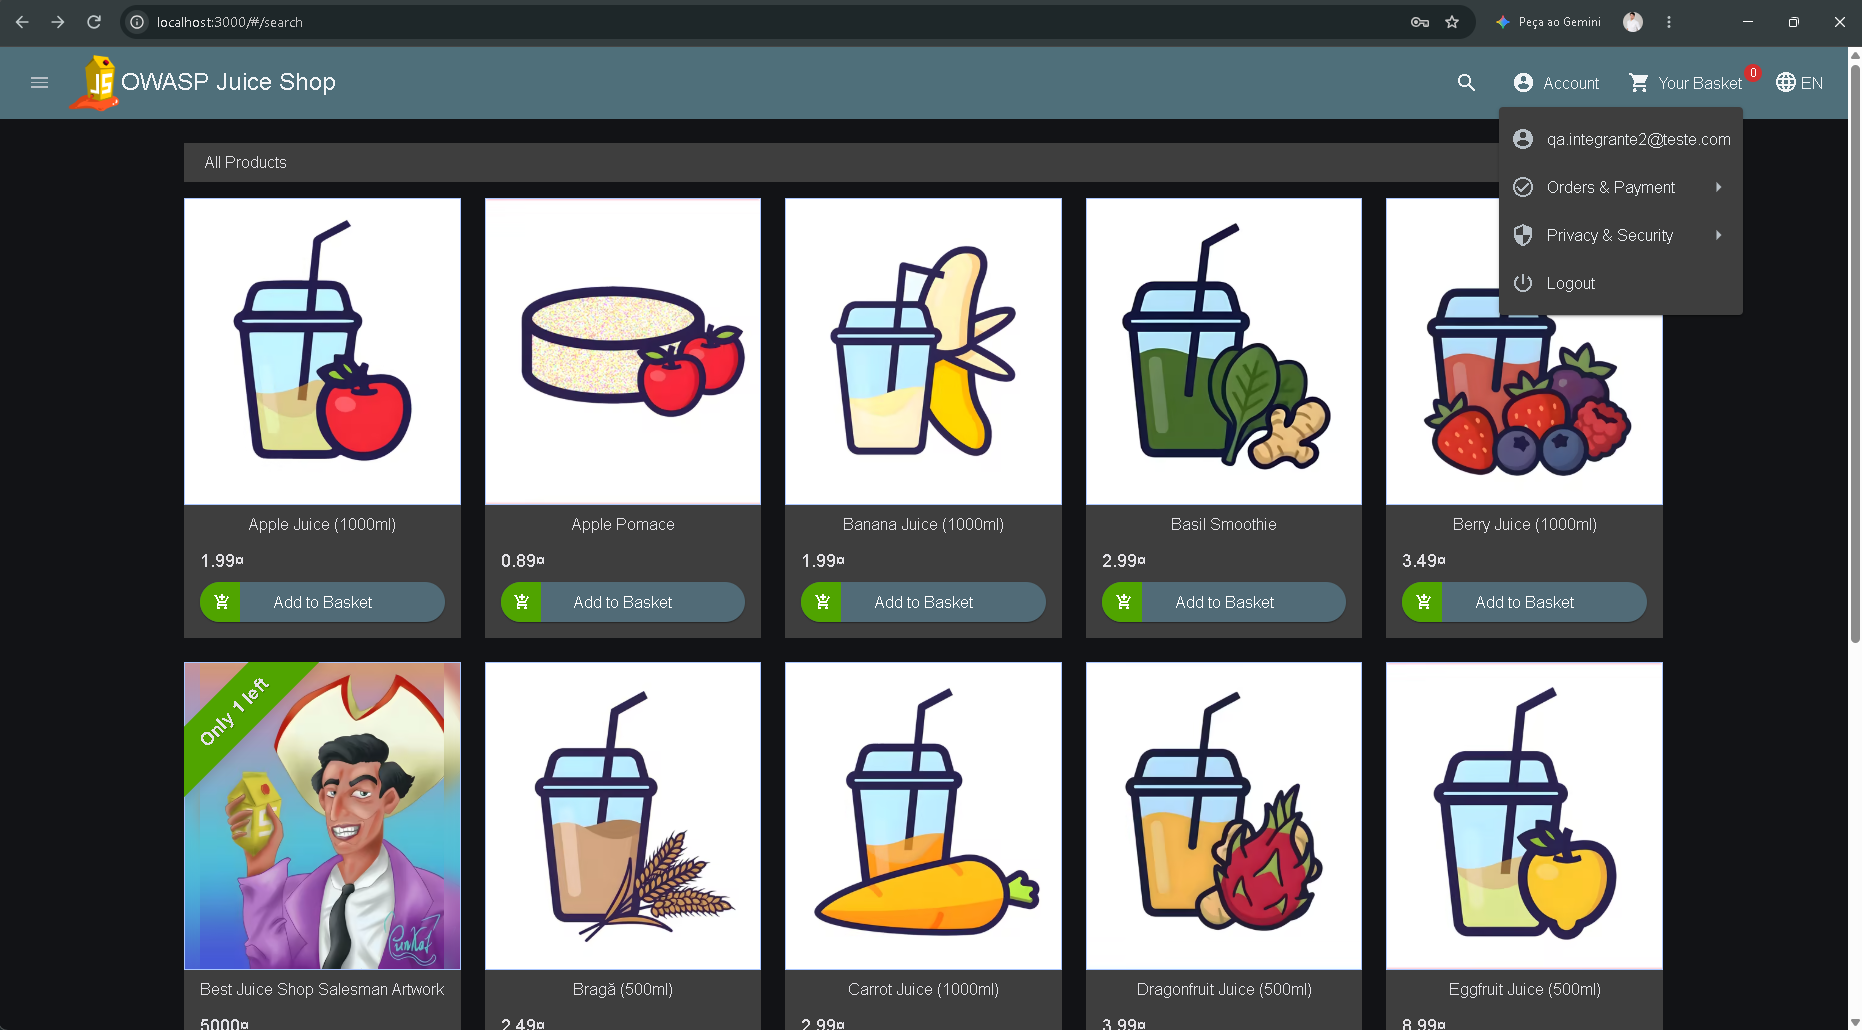 localhost:3000/#/search
Peça ao Gemini
OWASP Juice Shop
Account
Your Basket
0
EN
qa.integrante2@teste.com
Orders & Payment
Privacy & Security
Logout
All Products
Apple Juice (1000ml)
1.99¤
Add to Basket
Apple Pomace
0.89¤
Add to Basket
Banana Juice (1000ml)
1.99¤
Add to Basket
Basil Smoothie
2.99¤
Add to Basket
Berry Juice (1000ml)
3.49¤
Add to Basket
Only 1 left
Best Juice Shop Salesman Artwork
5000¤
Bragă (500ml)
2.49¤
Carrot Juice (1000ml)
2.99¤
Dragonfruit Juice (500ml)
3.99¤
Eggfruit Juice (500ml)
8.99¤